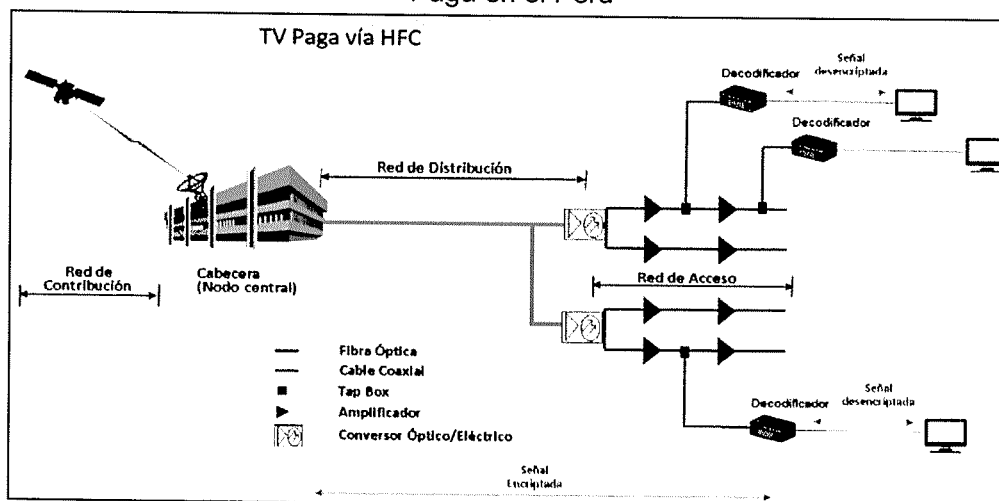 Paga en el Perú
TV Paga vía HFC
Señal
desencriptada
Decodificador
Decodificador
Red de Distribución
Red de
Contribución
Cabecera
(Nodo central)
Red de Acceso
Fibra Óptica
Cable Coaxial
Tap Box
Amplificador
Conversor Óptico/Eléctrico
Decodificador
Señal
desencriptada
Señal
Encriptada